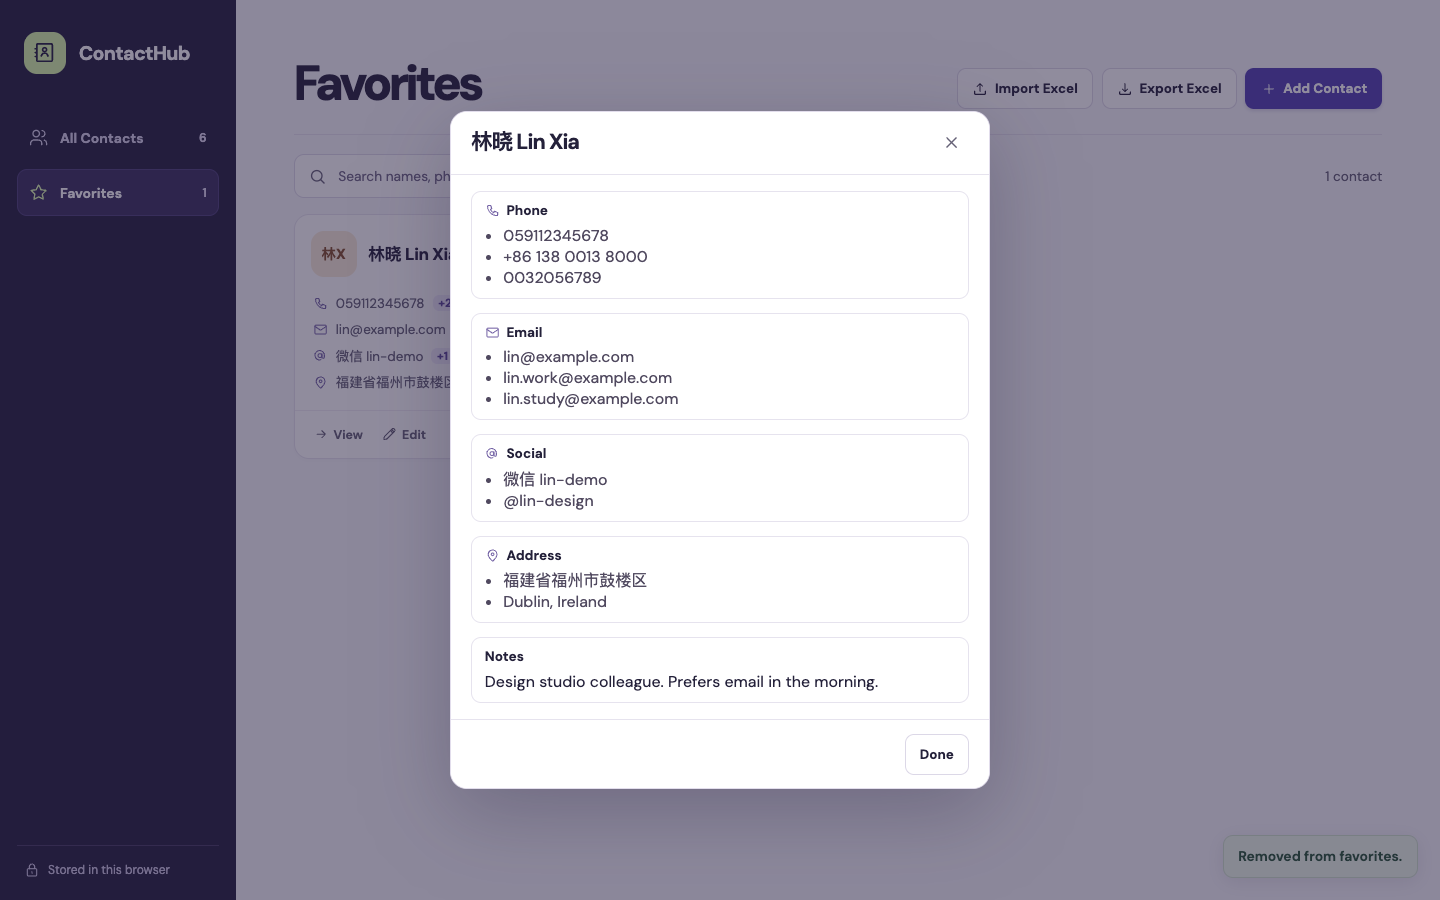 ContactHub
All Contacts 6
Favorites 1
Stored in this browser
Favorites
Import Excel
Export Excel
Add Contact
Search names, ph
1 contact
林X
林晓 Lin Xia
059112345678 +2
lin@example.com
微信 lin-demo +1
福建省福州市鼓楼区
View
Edit
林晓 Lin Xia
Phone
059112345678
+86 138 0013 8000
0032056789
Email
lin@example.com
lin.work@example.com
lin.study@example.com
Social
微信 lin-demo
@lin-design
Address
福建省福州市鼓楼区
Dublin, Ireland
Notes
Design studio colleague. Prefers email in the morning.
Done
Removed from favorites.